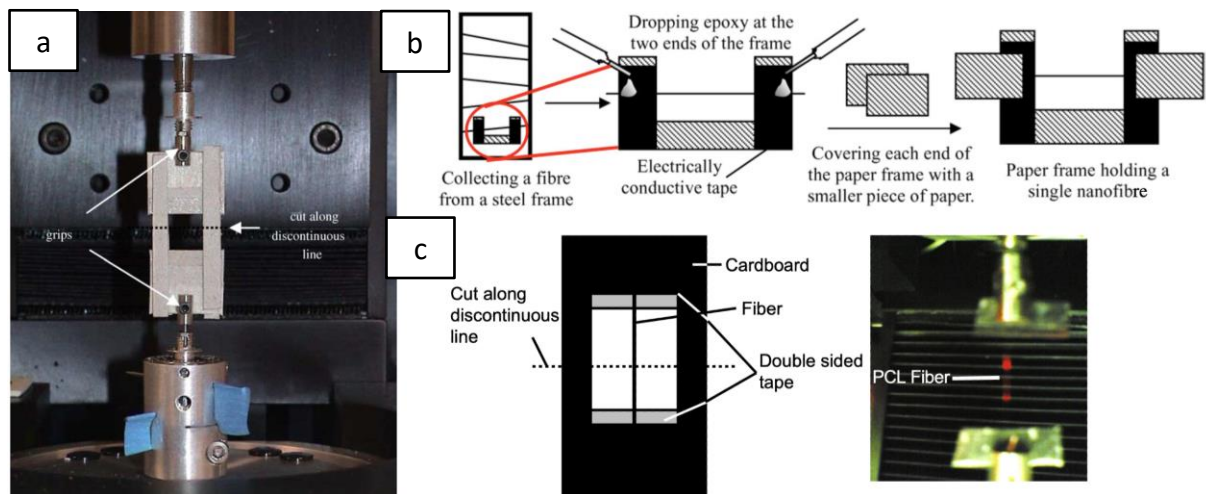 a
grips
cut along
discontinuous
line
b
Dropping epoxy at the
two ends of the frame
Collecting a fibre
from a steel frame
Electrically
conductive tape
Covering each end of
the paper frame with a
smaller piece of paper.
Paper frame holding a
single nanofibre
c
Cut along
discontinuous
line
Cardboard
Fiber
Double sided
tape
PCL Fiber